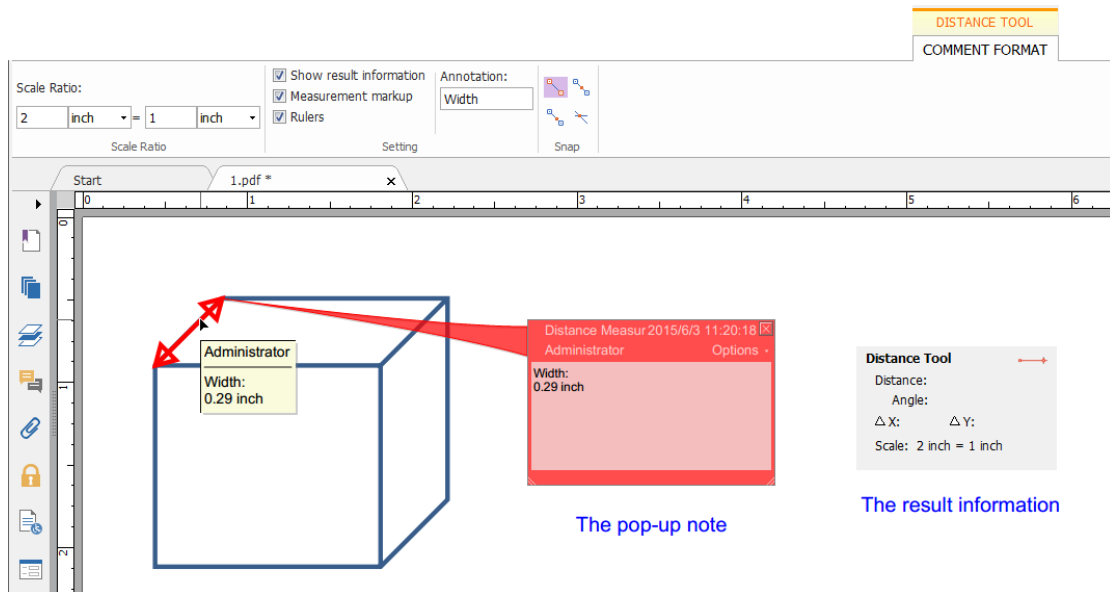 DISTANCE TOOL
COMMENT FORMAT
Scale Ratio:
2 inch = 1 inch
Scale Ratio
Show result information
Measurement markup
Rulers
Annotation:
Width
Setting
Snap
Start
1.pdf *
0 1 2 3 4 5 6
0
1
2
Administrator
Width:
0.29 inch
Distance Measur 2015/6/3 11:20:18
Administrator Options
Width:
0.29 inch
The pop-up note
Distance Tool
Distance:
Angle:
△ X: △ Y:
Scale: 2 inch = 1 inch
The result information